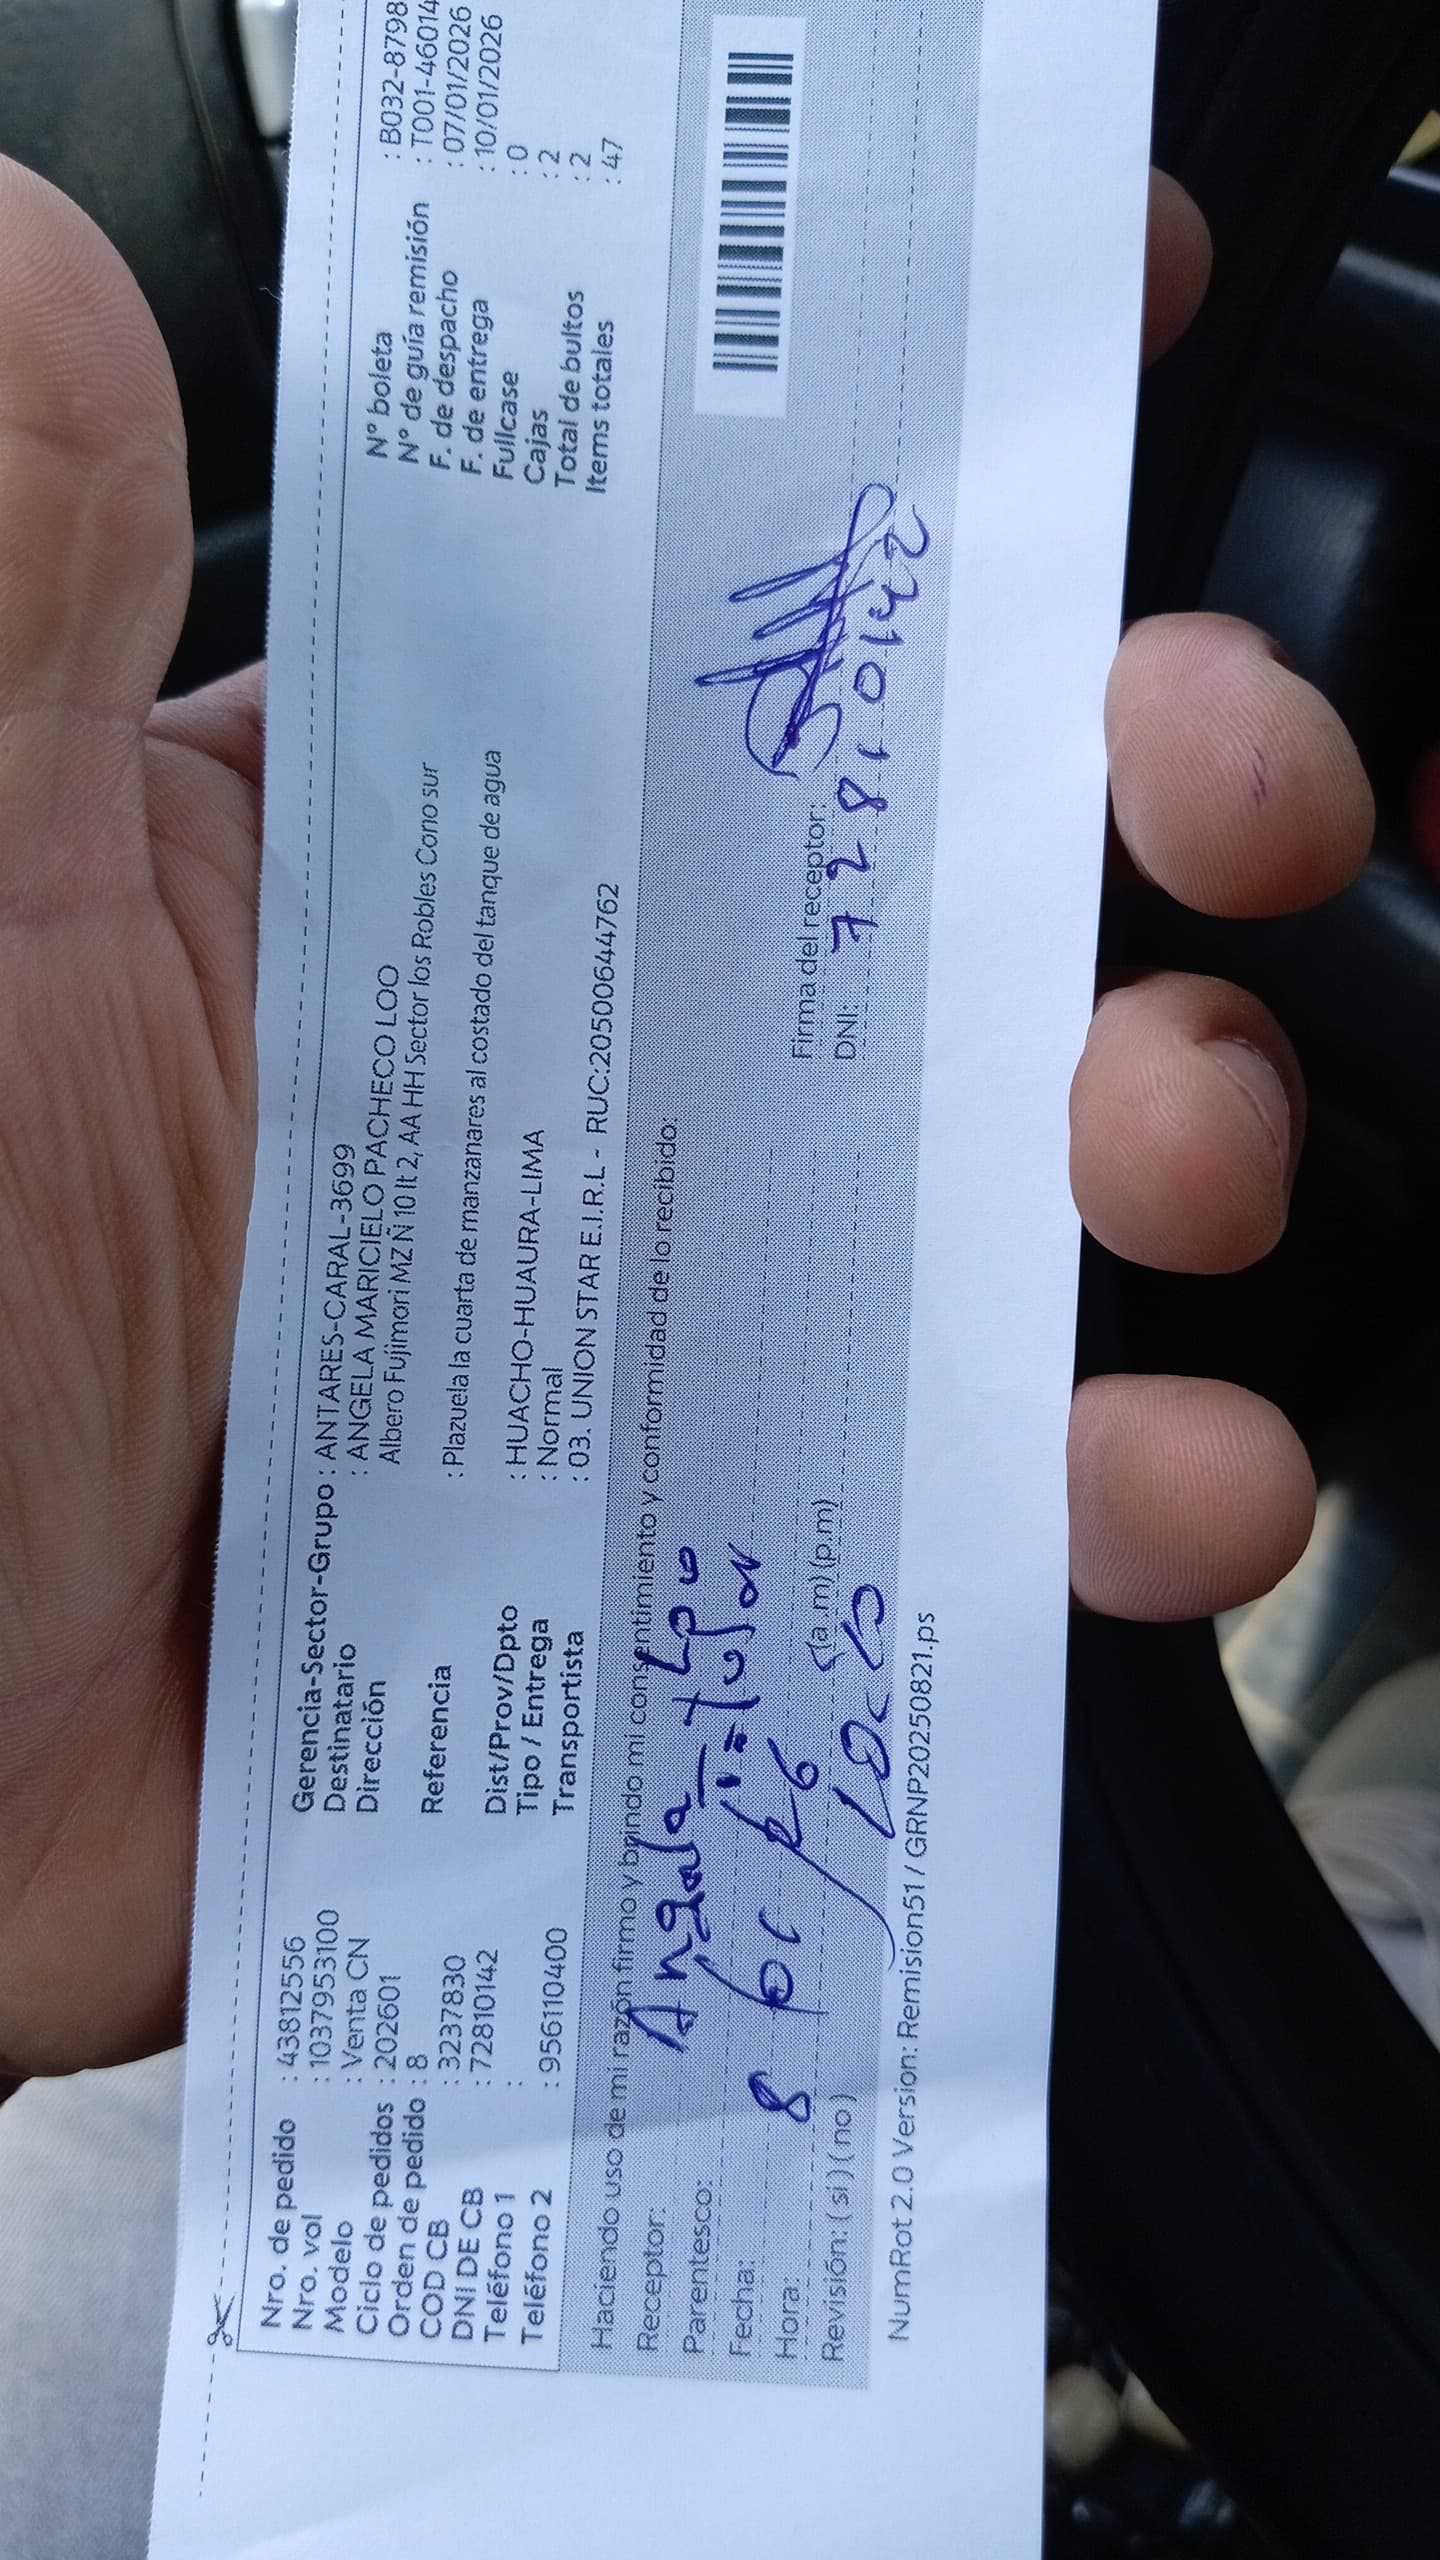 Nro. de pedido : 43812556
Nro. vol : 1037953100
Modelo : Venta CN
Ciclo de pedidos : 202601
Orden de pedido : 8
COD CB : 3237830
DNI DE CB : 72810142
Teléfono 1 :
Teléfono 2 : 956110400
Gerencia-Sector-Grupo : ANTARES-CARAL-3699
Destinatario : ANGELA MARICIELO PACHECO LOO
Dirección Albero Fujimori MZ Ñ 10 lt 2, AA HH Sector los Robles Cono sur
Referencia : Plazuela la cuarta de manzanares al costado del tanque de agua
Dist/Prov/Dpto : HUACHO-HUAURA-LIMA
Tipo / Entrega : Normal
Transportista : 03. UNION STAR E.I.R.L - RUC:20500644762
N° boleta : B032-8798
N° de guía remisión : T001-46014
F. de despacho : 07/01/2026
F. de entrega : 10/01/2026
Fullcase : 0
Cajas : 2
Total de bultos : 2
Items totales : 47
Haciendo uso de mi razón firmo y brindo mi consentimiento y conformidad de lo recibido:
Receptor: Angela
Parentesco:
Fecha: 8
Hora: (a.m) (p.m)
Revisión: ( si ) ( no )
Firma del receptor:
DNI: 72810142
NumRot 2.0 Version: Remision51 / GRNP20250821.ps